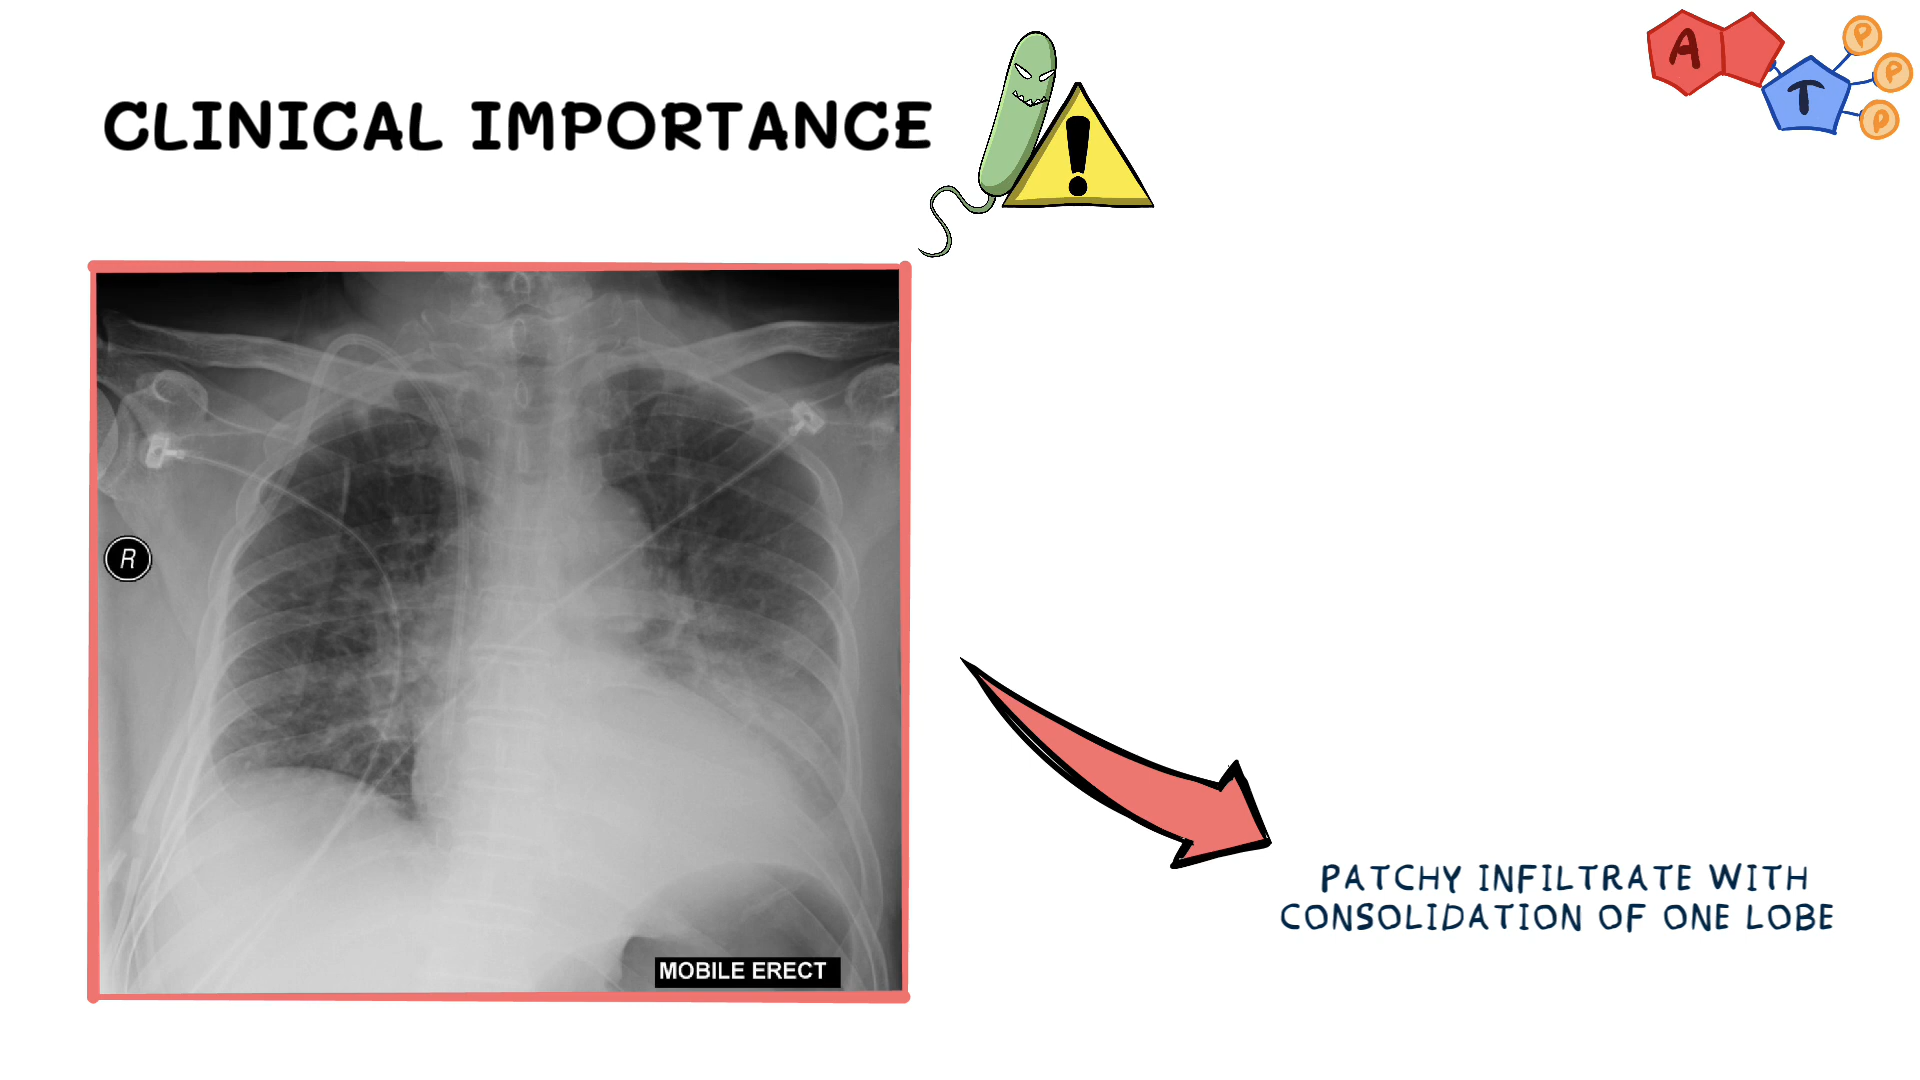 CLINICAL IMPORTANCE
A
T
P
P
P
R
MOBILE ERECT
PATCHY INFILTRATE WITH
CONSOLIDATION OF ONE LOBE